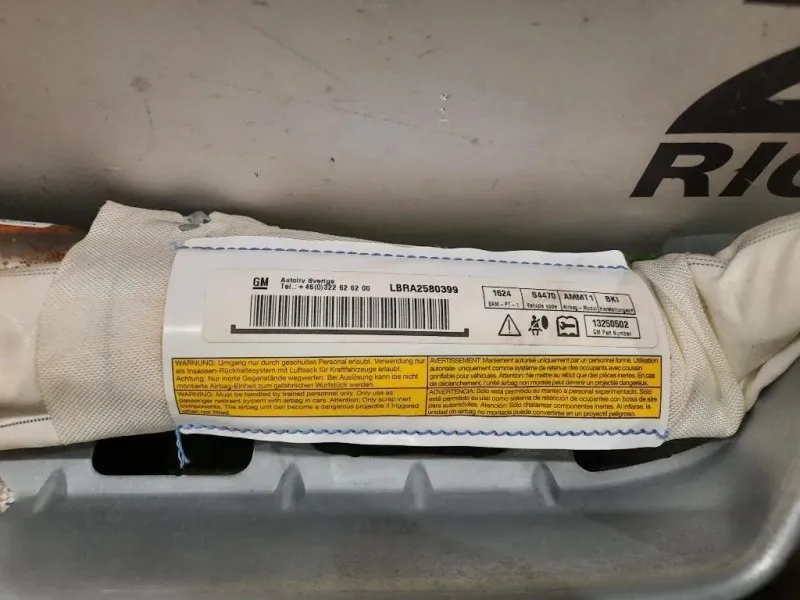 RIC
GM
Autoliv Sverige
Tel.: +46(0)322 62 62 00
LBRA2580399
1624
S4470
AMM11
BKI
BAM - PT - 1
Vehicle code
Airbag - Modul
13250502
GM Part Number
WARNUNG: Umgang nur durch geschultes Personal erlaubt. Verwendung nur
als Insassen-Rückhaltesystem mit Luftsack für Kraftfahrzeuge erlaubt.
Achtung: Nur inerte Gegenstände wegwerfen. Bei Auslösung kann die nicht
montierte Airbag-Einheit zum gefährlichen Wurfstück werden.
WARNING: Must be handled by trained personnel only. Only use as
passenger restraint system with airbag in cars. Attention: Only scrap inert
components. The airbag unit can become a dangerous projectile if triggered
when not fitted.
AVERTISSEMENT: Maniement autorisé uniquement par un personnel formé. Utilisation
autorisée uniquement comme système de retenue des occupants avec coussin
gonflable pour véhicules. Attention: Ne mettre au rebut que des pièces inertes. En cas
de déclenchement, l'unité airbag non montée peut devenir un projectile dangereux.
ADVERTENCIA: Sólo está permitido su manejo a personal experimentado. Sólo
está permitido su uso como sistema de retención de ocupantes con bolsa de aire
para automóviles. Atención: Sólo chatarrear componentes inertes. Al inflarse, la
unidad de airbag no montada puede convertirse en un proyectil peligroso.